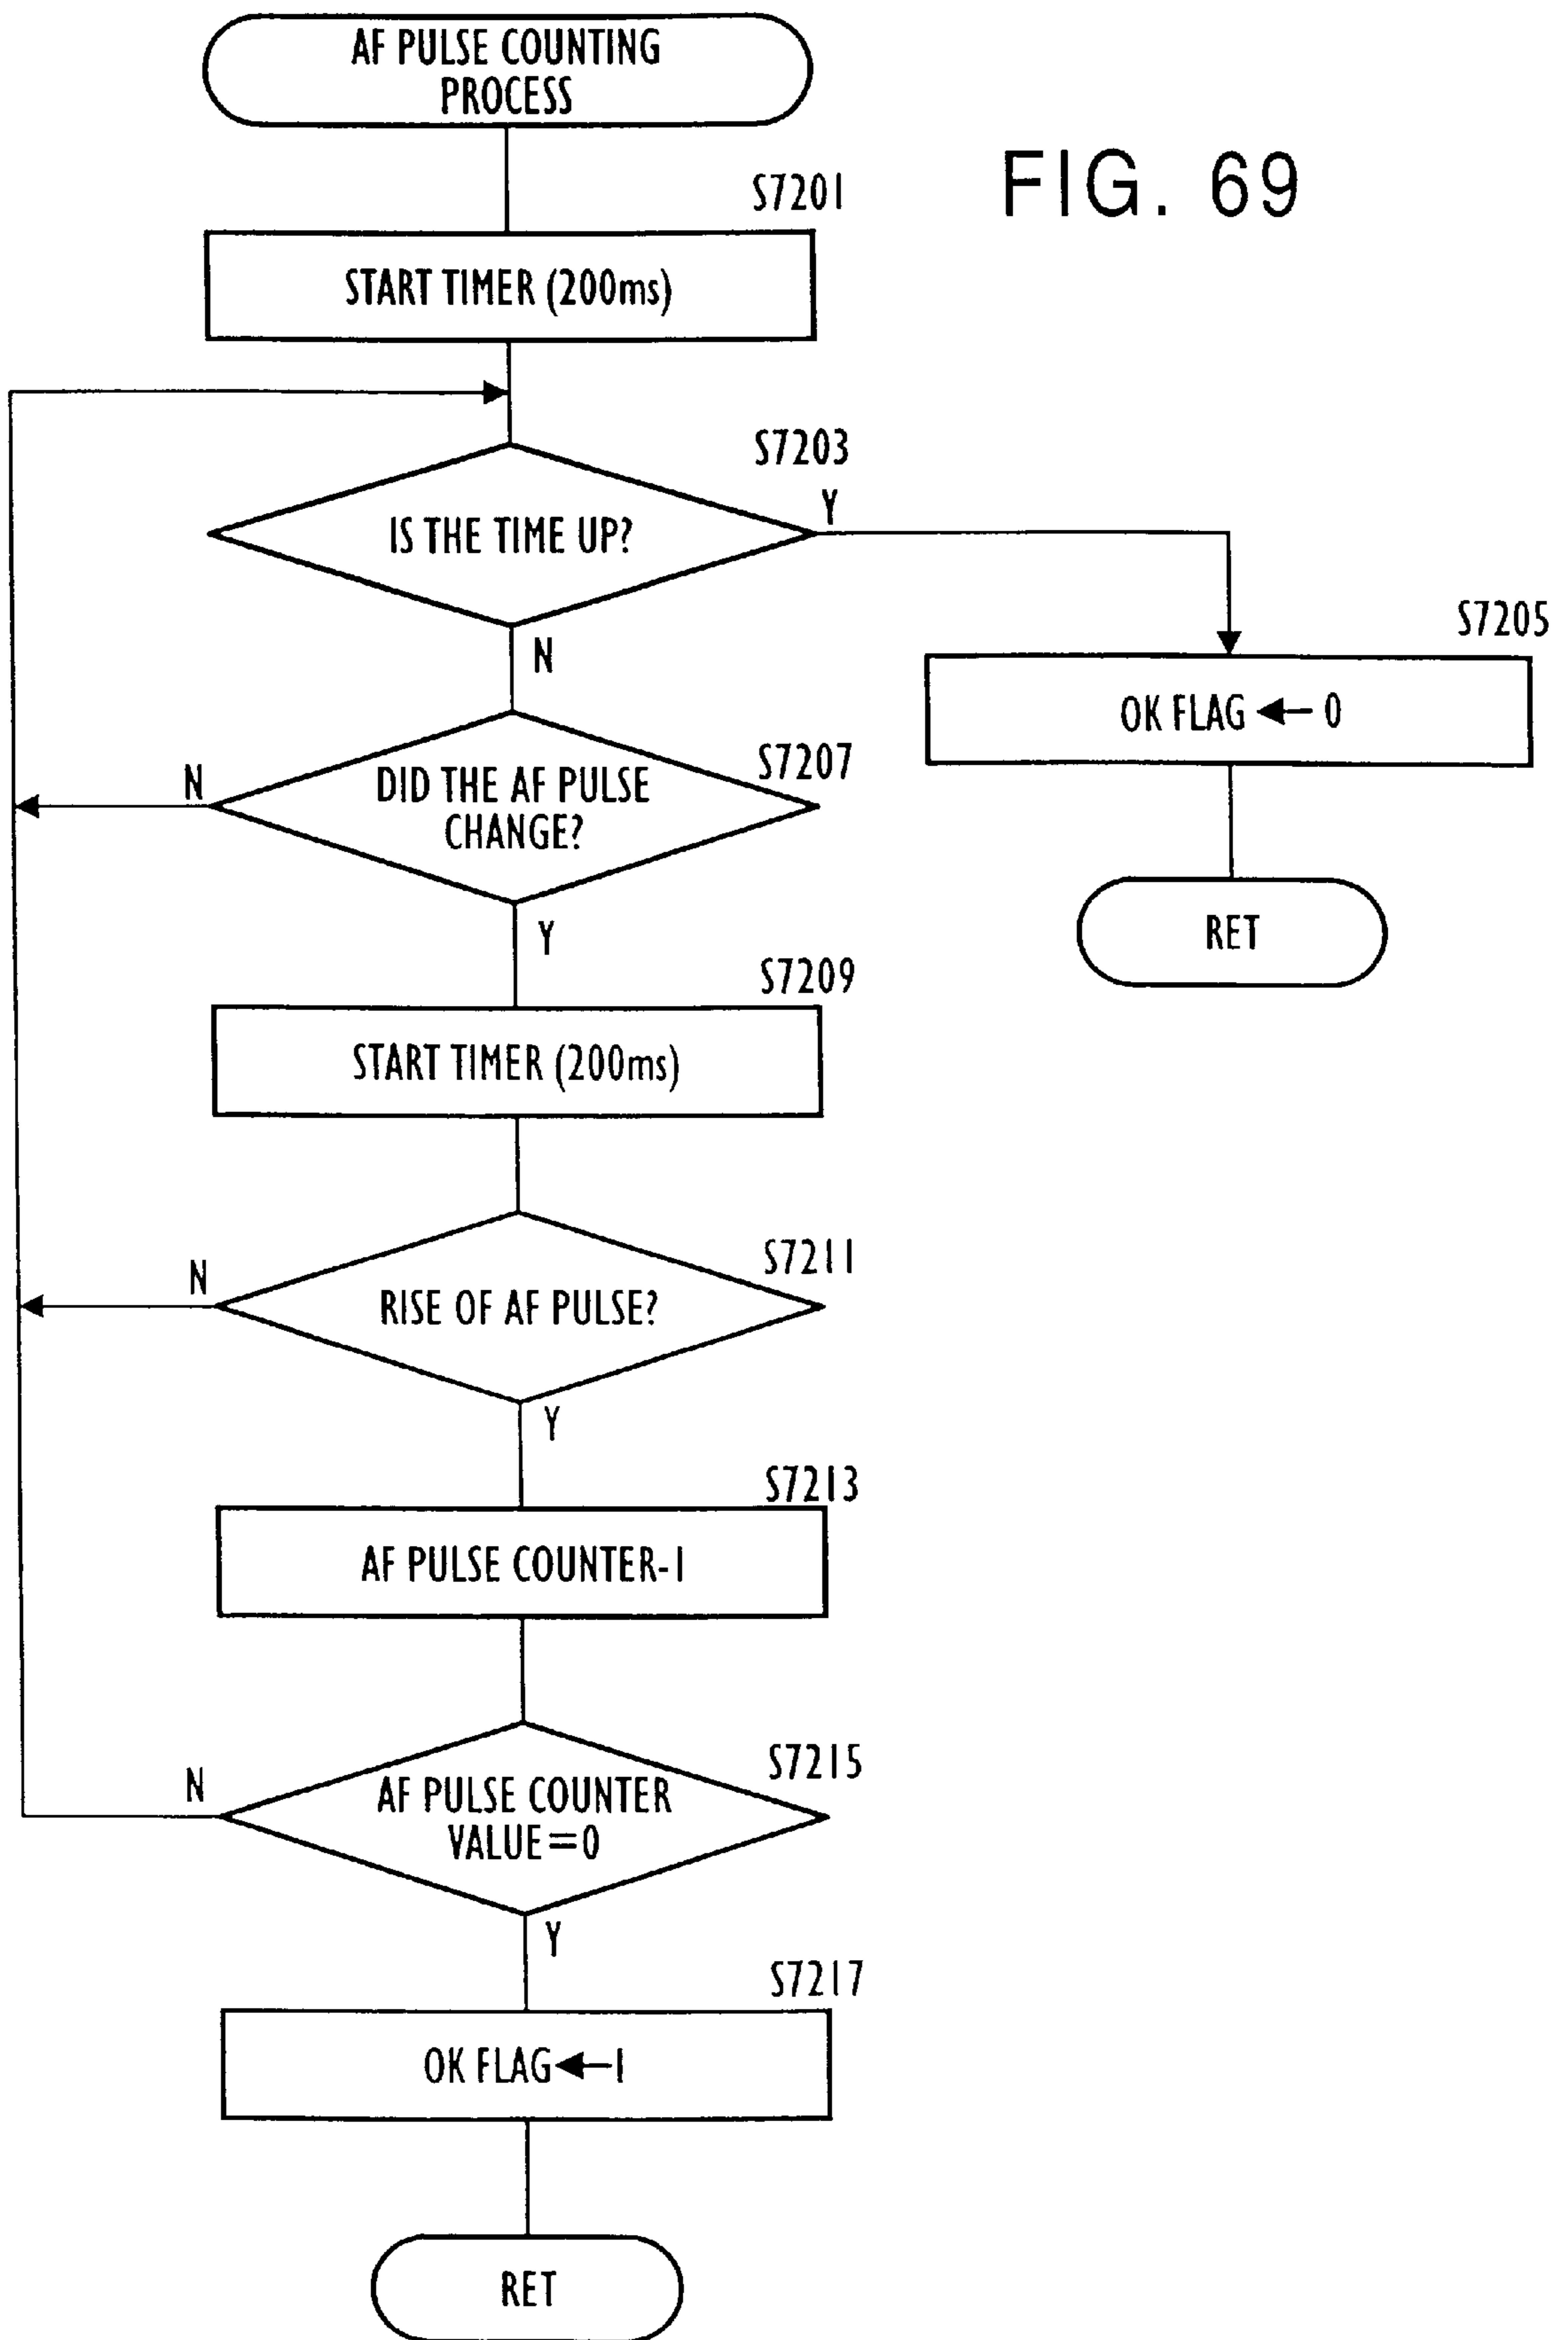 AF PULSE COUNTING
PROCESS
FIG. 69
S7201
START TIMER (200ms)
S7203
IS THE TIME UP?
Y
N
S7205
OK FLAG ← 0
RET
S7207
DID THE AF PULSE
CHANGE?
N
Y
S7209
START TIMER (200ms)
S7211
RISE OF AF PULSE?
N
Y
S7213
AF PULSE COUNTER-1
S7215
AF PULSE COUNTER
VALUE=0
N
Y
S7217
OK FLAG←1
RET